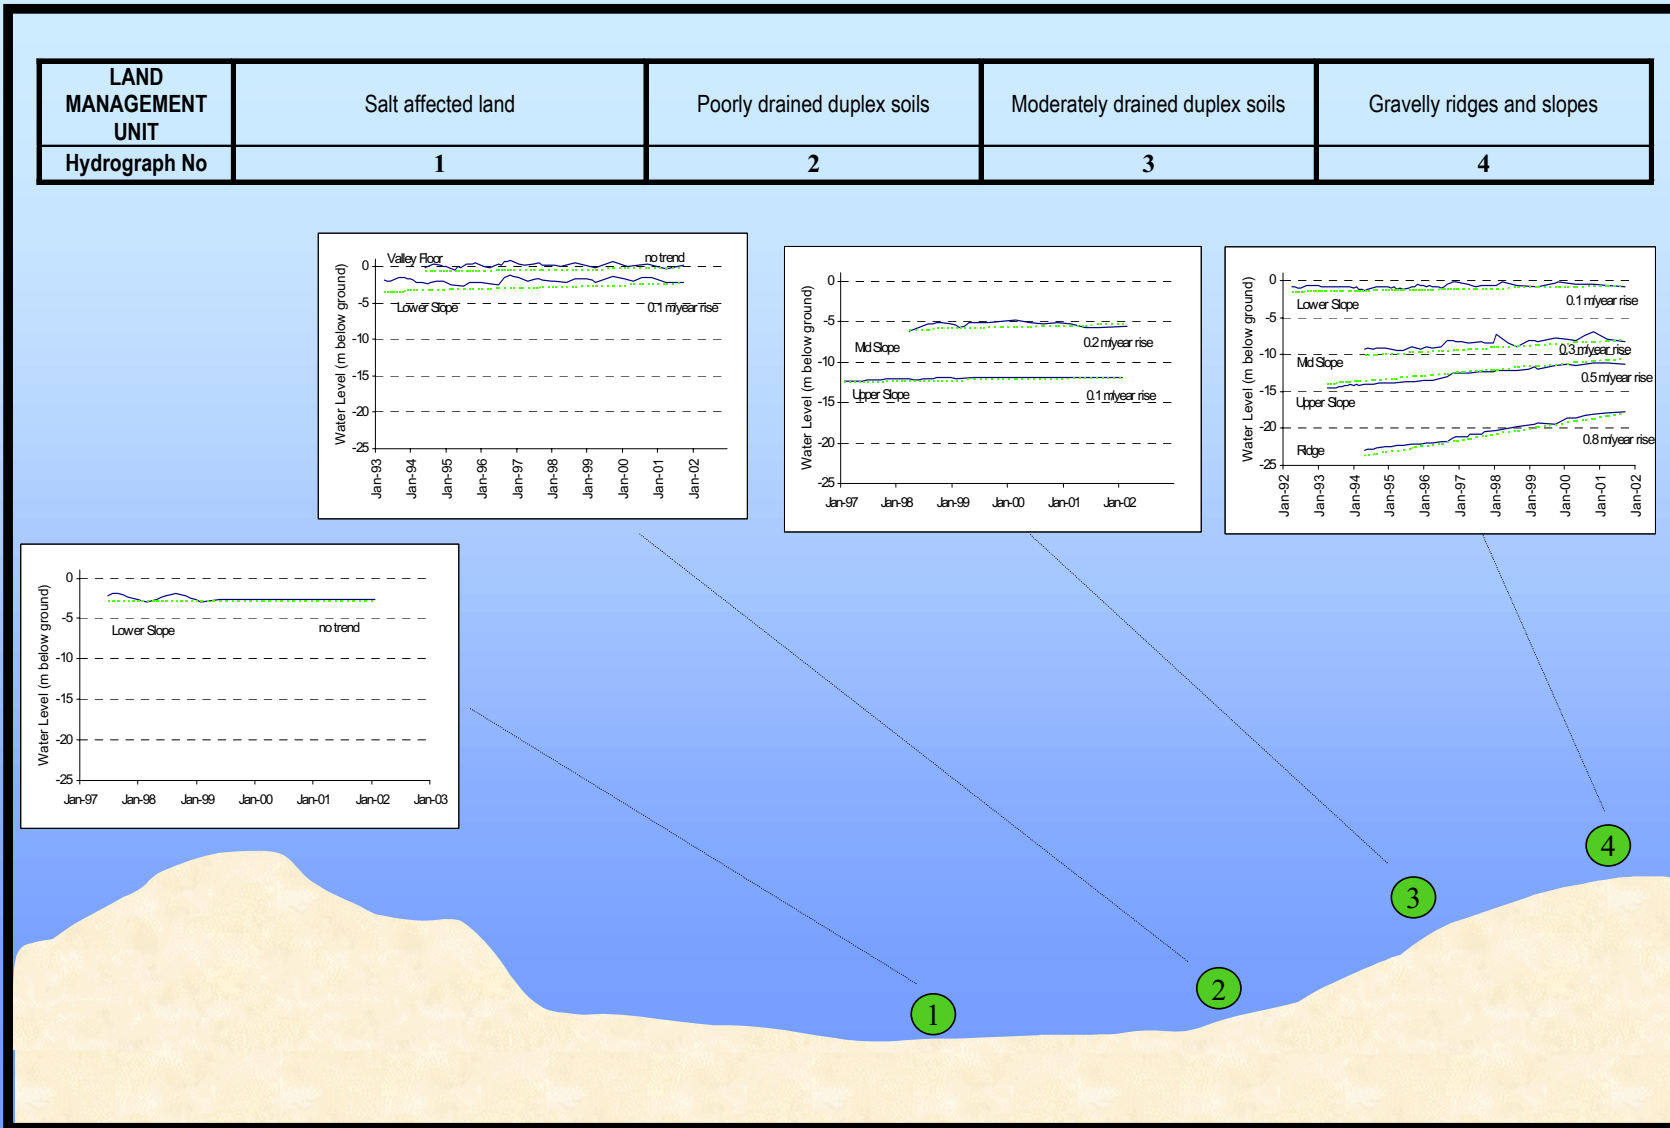 LAND
MANAGEMENT
UNIT
Salt affected land
Poorly drained duplex soils
Moderately drained duplex soils
Gravelly ridges and slopes
Hydrograph No
1
2
3
4
Water Level (m below ground)
0
-5
-10
-15
-20
-25
Valley Floor
no trend
Lower Slope
0.1 m/year rise
Jan-93
Jan-94
Jan-95
Jan-96
Jan-97
Jan-98
Jan-99
Jan-00
Jan-01
Jan-02
Water Level (m below ground)
0
-5
-10
-15
-20
-25
Mid Slope
0.2 m/year rise
Upper Slope
0.1 m/year rise
Jan-97
Jan-98
Jan-99
Jan-00
Jan-01
Jan-02
Water Level (m below ground)
0
-5
-10
-15
-20
-25
Lower Slope
0.1 m/year rise
Mid Slope
0.3 m/year rise
Upper Slope
0.5 m/year rise
Ridge
0.8 m/year rise
Jan-92
Jan-93
Jan-94
Jan-95
Jan-96
Jan-97
Jan-98
Jan-99
Jan-00
Jan-01
Jan-02
Water Level (m below ground)
0
-5
-10
-15
-20
-25
Lower Slope
no trend
Jan-97
Jan-98
Jan-99
Jan-00
Jan-01
Jan-02
Jan-03
4
3
2
1